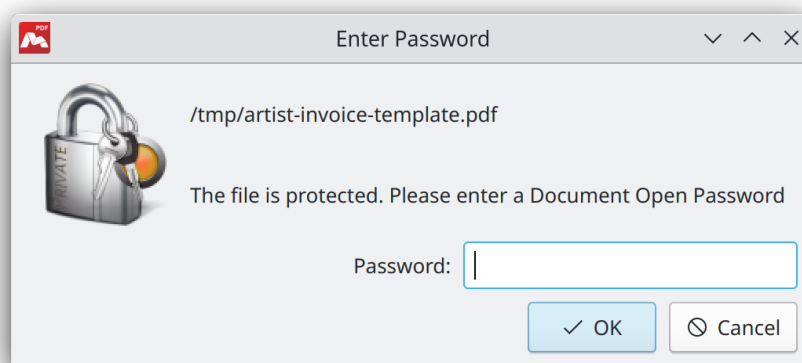 PDF
Enter Password
/tmp/artist-invoice-template.pdf
PRIVATE
The file is protected. Please enter a Document Open Password
Password:
OK
Cancel